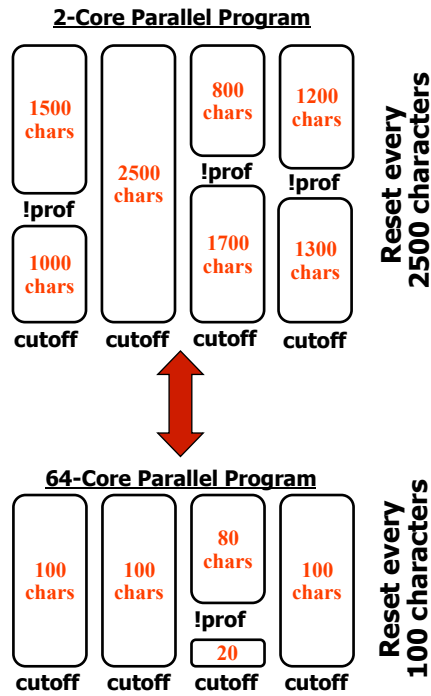 2-Core Parallel Program
1500
chars
!prof
1000
chars
cutoff
2500
chars
cutoff
800
chars
!prof
1700
chars
cutoff
1200
chars
!prof
1300
chars
cutoff
Reset every
2500 characters
64-Core Parallel Program
100
chars
cutoff
100
chars
cutoff
80
chars
!prof
20
cutoff
100
chars
cutoff
Reset every
100 characters